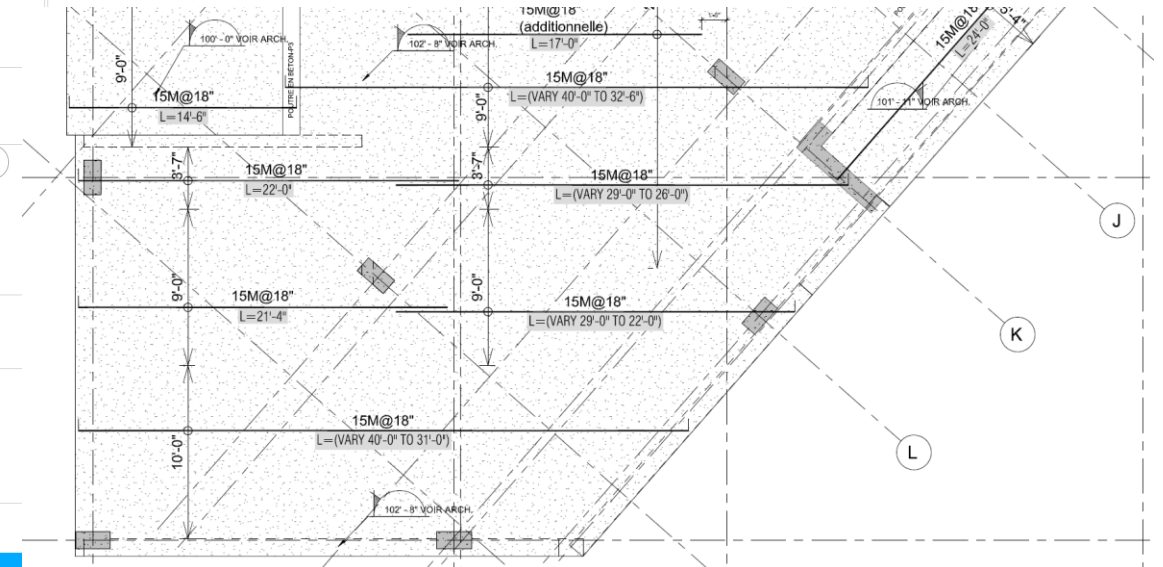 15M@18"
(additionnelle)
L=17'-0"
15M@18"
L=24'-0"
100' - 0" VOIR ARCH.
102' - 8" VOIR ARCH.
9'-0"
15M@18"
L=14'-6"
POUTRE EN BÉTON-P3
15M@18"
L=(VARY 40'-0" TO 32'-6")
9'-0"
101' - 11" VOIR ARCH.
3'-7"
15M@18"
L=22'-0"
3'-7"
15M@18"
L=(VARY 29'-0" TO 26'-0")
J
9'-0"
15M@18"
L=21'-4"
9'-0"
15M@18"
L=(VARY 29'-0" TO 22'-0")
K
10'-0"
15M@18"
L=(VARY 40'-0" TO 31'-0")
L
102' - 8" VOIR ARCH.